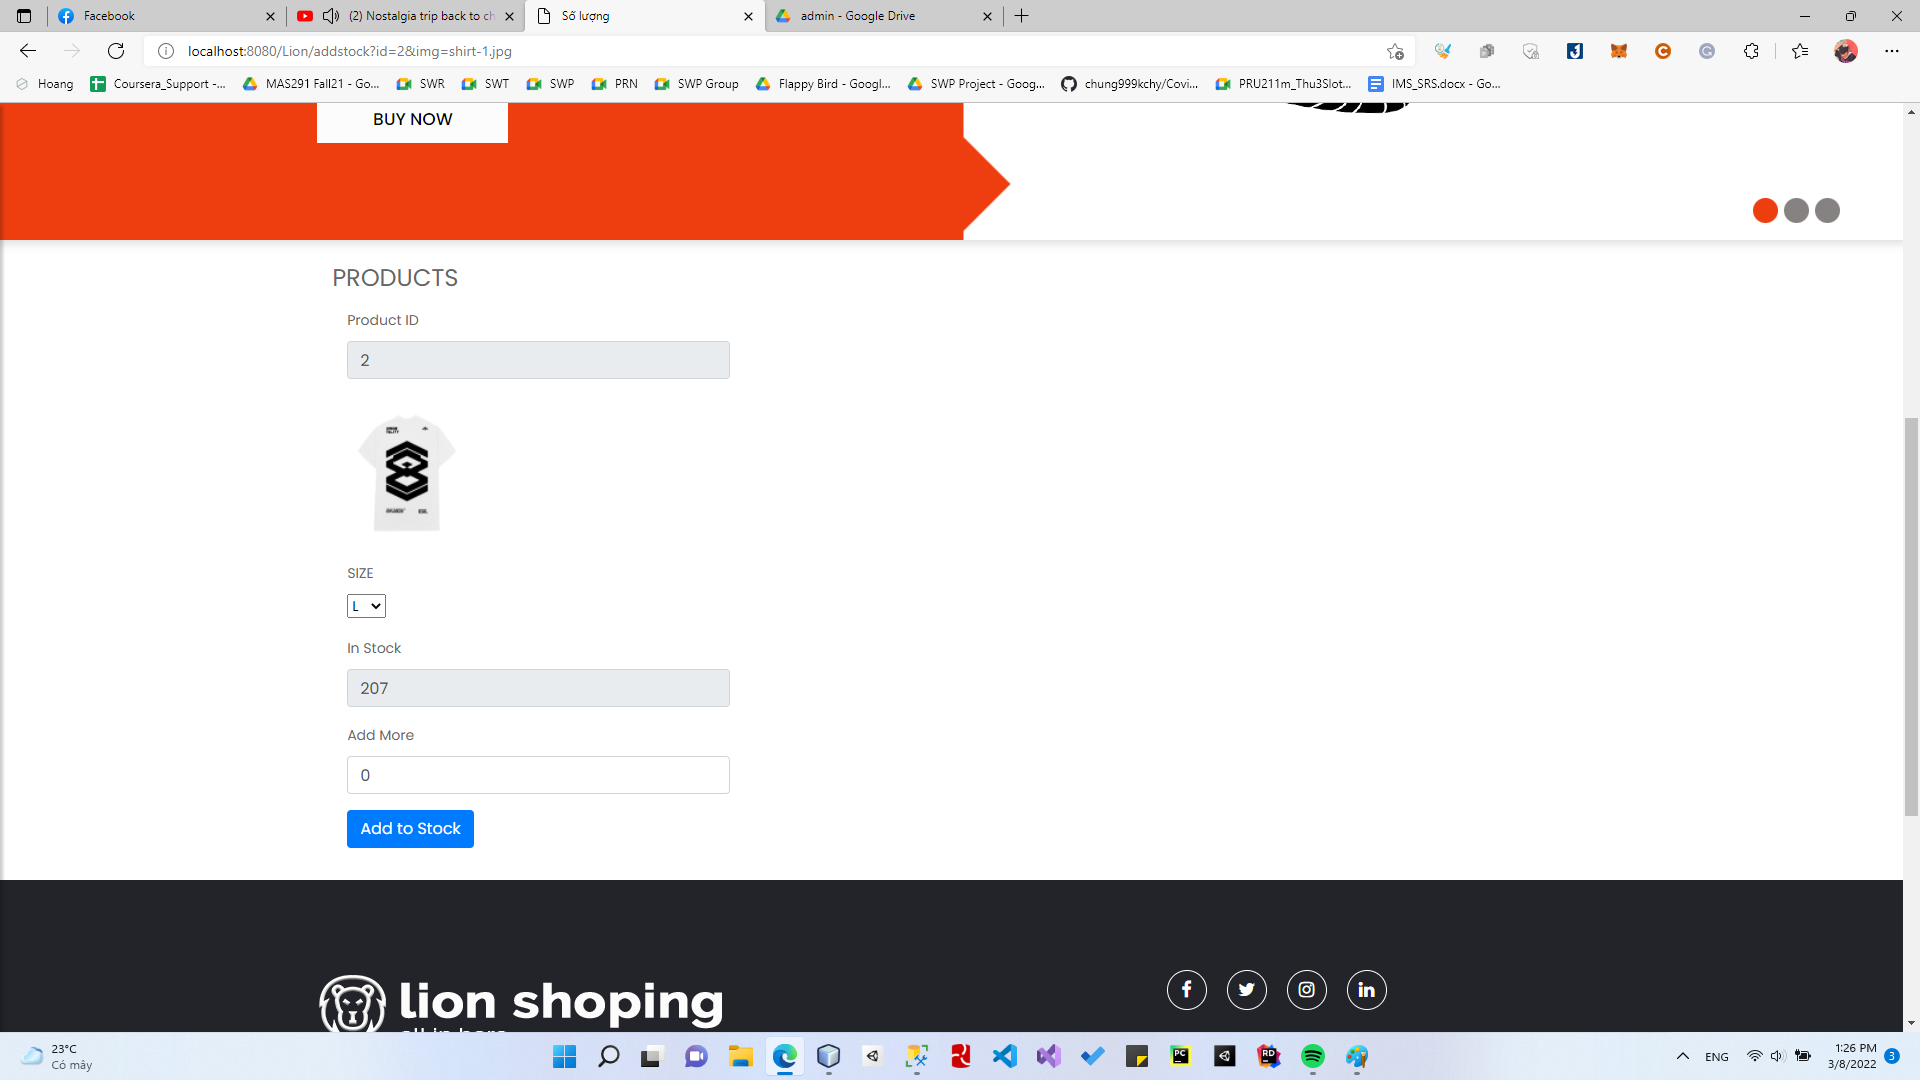 Facebook
(2) Nostalgia trip back to ch
Số lượng
admin - Google Drive
localhost:8080/Lion/addstock?id=2&img=shirt-1.jpg
Hoang
Coursera_Support -...
MAS291 Fall21 - Go...
SWR
SWT
SWP
PRN
SWP Group
Flappy Bird - Googl...
SWP Project - Goog...
chung999kchy/Covi...
PRU211m_Thu3Slot...
IMS_SRS.docx - Go...
BUY NOW
PRODUCTS
Product ID
2
SIZE
L
In Stock
207
Add More
0
Add to Stock
lion shoping
23°C
Có mây
ENG
1:26 PM
3/8/2022
3